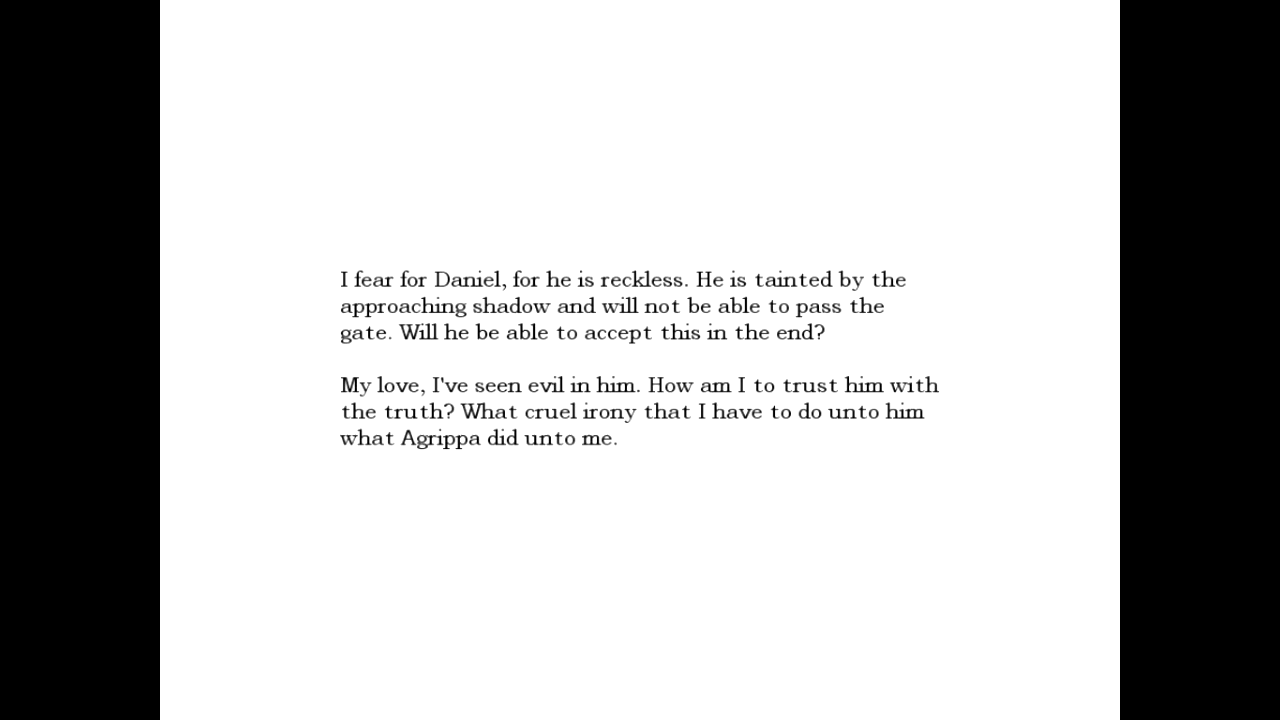 I fear for Daniel, for he is reckless. He is tainted by the
approaching shadow and will not be able to pass the
gate. Will he be able to accept this in the end?
My love, I've seen evil in him. How am I to trust him with
the truth? What cruel irony that I have to do unto him
what Agrippa did unto me.